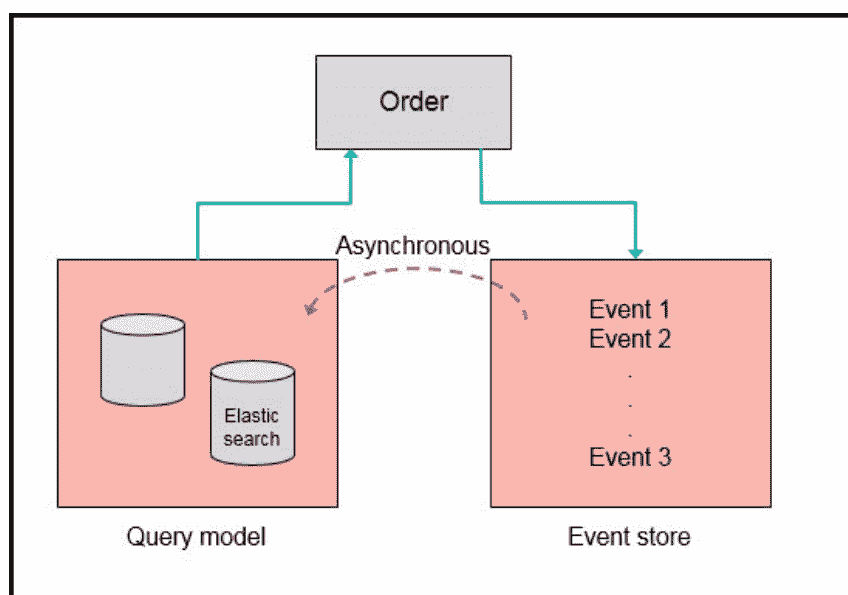 Order
Asynchronous
Event 1
Event 2
.
.
.
Event 3
Elastic
search
Query model
Event store